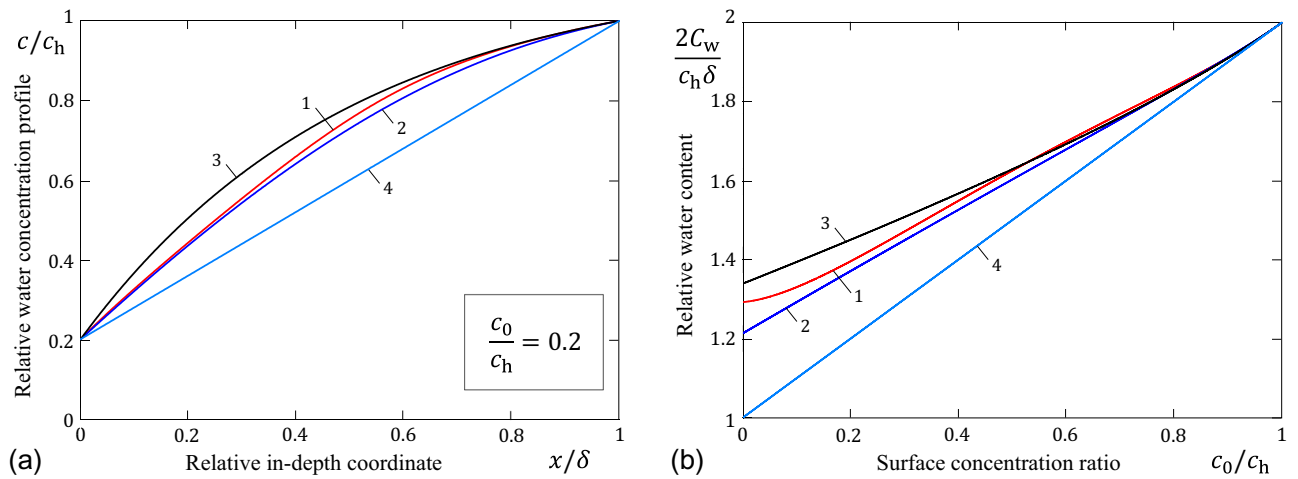 c/c_h
1
0.8
0.6
0.4
0.2
0
Relative water concentration profile
1
2
3
4
c_0/c_h = 0.2
0 0.2 0.4 0.6 0.8 1
(a) Relative in-depth coordinate x/δ
2C_w/c_hδ
2
1.8
1.6
1.4
1.2
1
Relative water content
3
1
2
4
0 0.2 0.4 0.6 0.8 1
(b) Surface concentration ratio c_0/c_h